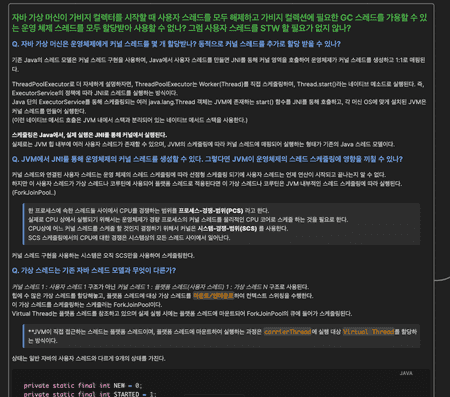 자바 가상 머신이 가비지 컬렉터를 시작할 때 사용자 스레드를 모두 해제하고 가비지 컬렉션에 필요한 GC 스레드를 가용할 수 있
는 운영 체제 스레드를 모두 할당받아 사용할 수 없나? 그럼 사용자 스레드를 STW 할 필요가 없지 않나?
Q. 자바 가상 머신은 운영체제에게 커널 스레드를 몇 개 할당받나? 동적으로 커널 스레드를 추가로 할당 받을 수 있나?
기존 Java의 스레드 모델은 커널 스레드 구현을 사용하며, Java에서 사용자 스레드를 만들면 JNI를 통해 커널 영역을 호출하여 운영체제가 커널 스레드를 생성하고 1:1로 매핑된
다.
ThreadPoolExecutor로 더 자세하게 설명하자면, ThreadPoolExecutor는 Worker(Thread)를 직접 스케줄링하며, Thread.start()라는 네이티브 메소드로 실행된다. 즉,
ExecutorService의 정책에 따라 JNI로 스레드를 실행하는 방식이다.
Java 단의 ExecutorService를 통해 스케줄링되는 여러 java.lang.Thread 객체는 JVM에 존재하는 start() 함수를 JNI를 통해 호출하고, 각 머신 OS에 맞게 설치된 JVM은
커널 스레드를 만들어 실행한다.
(이런 네이티브 메서드 호출은 JVM 내에서 스택과 분리되어 있는 네이티브 메서드 스택을 사용한다.)
스케줄링은 Java에서, 실제 실행은 JNI를 통해 커널에서 실행한다.
실제로는 JVM 힙 내부에 여러 사용자 스레드가 존재할 수 있으며, JVM의 스케줄링에 따라 커널 스레드에 매핑되어 실행하는 형태가 기존의 Java 스레드 모델이다.
Q. JVM에서 JNI를 통해 운영체제의 커널 스레드를 생성할 수 있다. 그렇다면 JVM이 운영체제의 스레드 스케줄링에 영향을 끼칠 수 있나?
커널 스레드와 연결된 사용자 스레드는 운영 체제의 스레드 스케줄링에 따라 선점형 스케줄링 되기에 사용자 스레드는 언제 연산이 시작되고 끝나는지 알 수 없다.
하지만 이 사용자 스레드가 가상 스레드나 코루틴에 사용되어 플랫폼 스레드로 적용된다면 이 가상 스레드나 코루틴은 JVM 내부적인 스레드 스케줄링에 따라 실행된다.
(ForkJoinPool..)
한 프로세스에 속한 스레드들 사이에서 CPU를 경쟁하는 범위를 프로세스-경쟁-범위(PCS) 라고 한다.
실제로 CPU 상에서 실행되기 위해서는 운영체제가 경량 프로세스의 커널 스레드를 물리적인 CPU 코어로 스케줄 하는 것을 필요로 한다.
CPU상에 어느 커널 스레드를 스케줄 할 것인지 결정하기 위해서 커널은 시스템-경쟁-범위(SCS) 를 사용한다.
SCS 스케줄링에서의 CPU에 대한 경쟁은 시스템상의 모든 스레드 사이에서 일어난다.
커널 스레드 구현을 사용하는 시스템은 오직 SCS만을 사용하여 스케줄링한다.
Q. 가상 스레드는 기존 자바 스레드 모델과 무엇이 다른가?
커널 스레드 1 : 사용자 스레드 1 구조가 아닌 커널 스레드 1 : 플랫폼 스레드(사용자 스레드) 1 : 가상 스레드 N 구조로 사용된다.
힙에 수 많은 가상 스레드를 할당해놓고, 플랫폼 스레드에 대상 가상 스레드를 마운트/언마운트하여 컨텍스트 스위칭을 수행한다.
이 가상 스레드를 스케줄링하는 스케줄러는 ForkJoinPool이다.
Virtual Thread는 플랫폼 스레드를 참조하고 있으며 실제 실행 시에는 플랫폼 스레드에 마운트되어 ForkJoinPool의 큐에 들어가 스케줄링된다.
**JVM이 직접 접근하는 스레드는 플랫폼 스레드이며, 플랫폼 스레드에 마운트되어 실행하는 과정은 carrierThread에 실행 대상 Virtual Thread를 할당하
는 방식이다.
상태는 일반 자바의 사용자 스레드와 다르게 9개의 상태를 가진다.
JAVA
private static final int NEW = 0;
private static final int STARTED = 1;